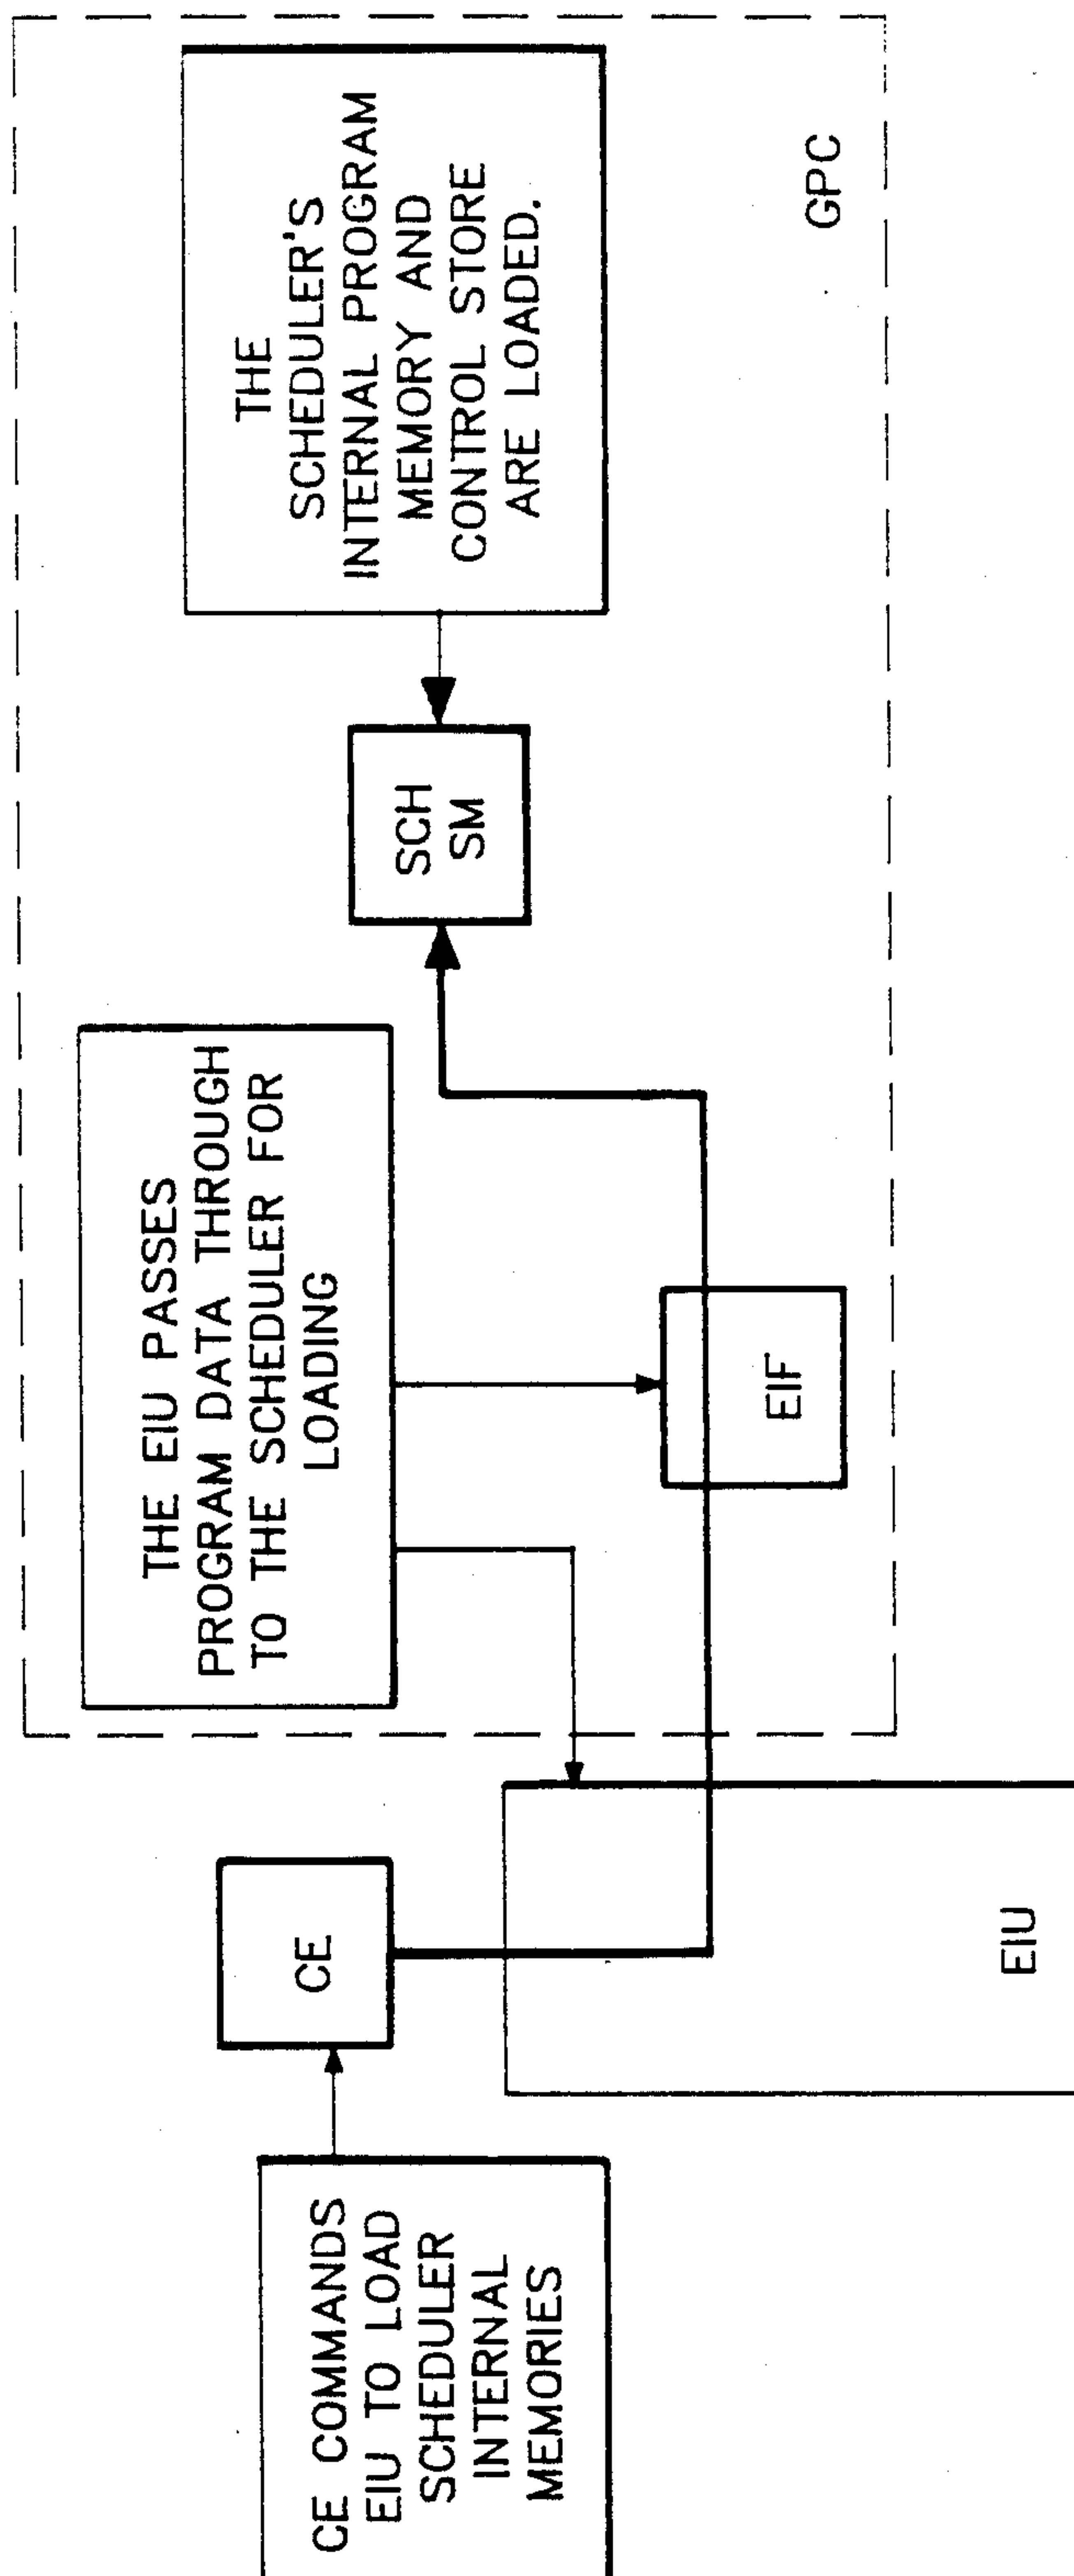 CE COMMANDS
EIU TO LOAD
SCHEDULER
INTERNAL
MEMORIES
CE
EIU
THE EIU PASSES
PROGRAM DATA THROUGH
TO THE SCHEDULER FOR
LOADING
EIF
SCH
SM
THE
SCHEDULER'S
INTERNAL PROGRAM
MEMORY AND
CONTROL STORE
ARE LOADED.
GPC